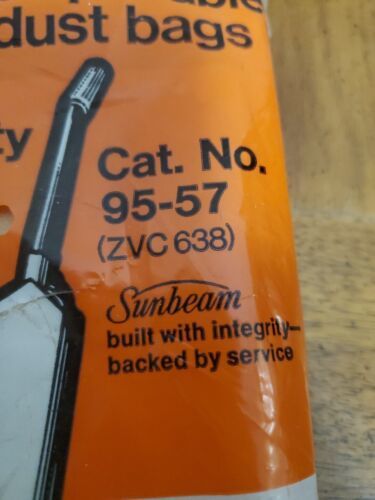 dust bags
Cat. No.
95-57
(ZVC 638)
Sunbeam
built with integrity—
backed by service